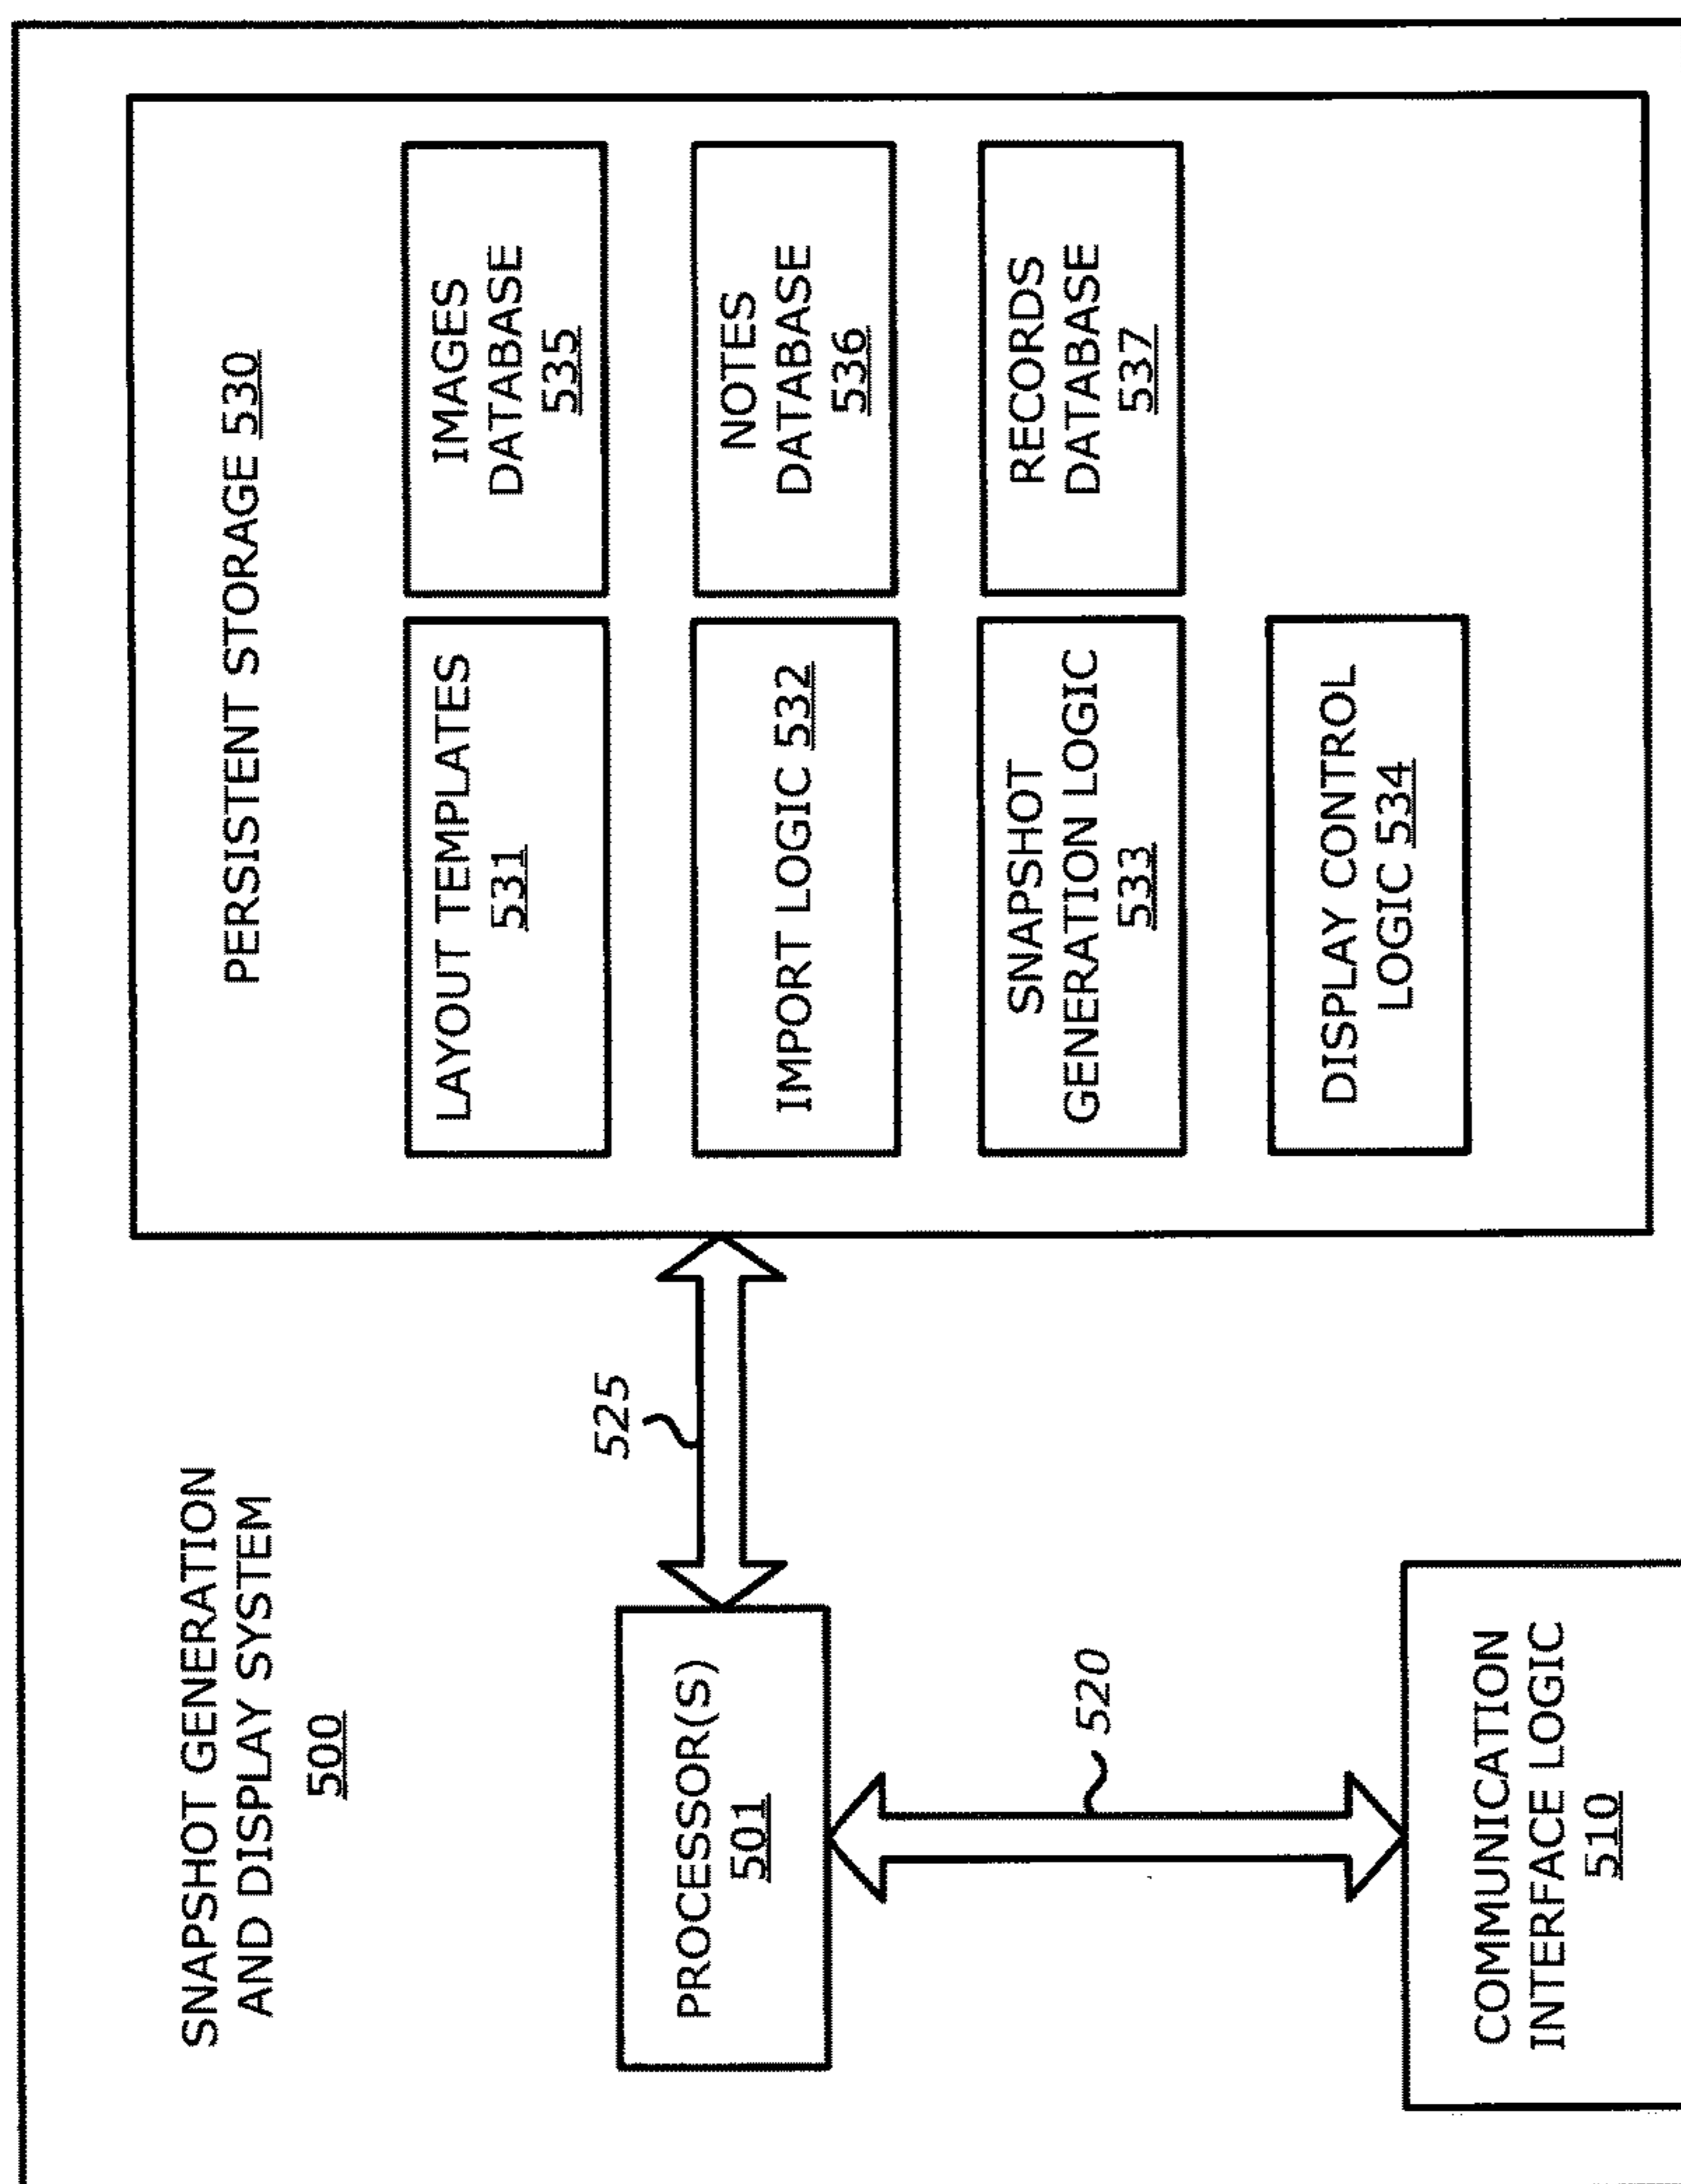 SNAPSHOT GENERATION
AND DISPLAY SYSTEM
500
PROCESSOR(S)
501
525
520
COMMUNICATION
INTERFACE LOGIC
510
PERSISTENT STORAGE 530
LAYOUT TEMPLATES
531
IMAGES
DATABASE
535
IMPORT LOGIC 532
NOTES
DATABASE
536
SNAPSHOT
GENERATION LOGIC
533
RECORDS
DATABASE
537
DISPLAY CONTROL
LOGIC 534